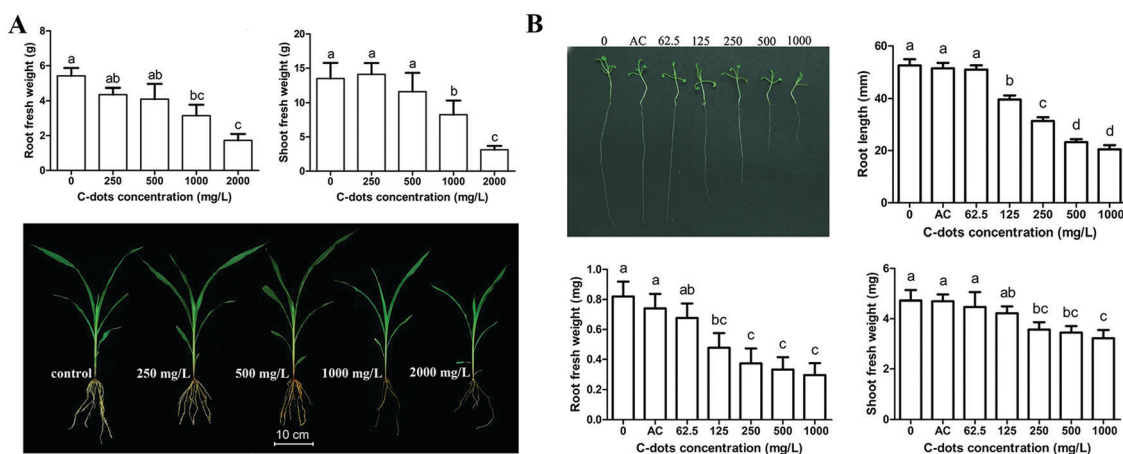 A
Root fresh weight (g)
8
6
4
2
0
a
ab
ab
bc
c
0 250 500 1000 2000
C-dots concentration (mg/L)
Shoot fresh weight (g)
20
15
10
5
0
a
a
a
b
c
0 250 500 1000 2000
C-dots concentration (mg/L)
control 250 mg/L 500 mg/L 1000 mg/L 2000 mg/L
10 cm
B
0 AC 62.5 125 250 500 1000
Root length (mm)
60
40
20
0
a
a
a
b
c
d
d
0 AC 62.5 125 250 500 1000
C-dots concentration (mg/L)
Root fresh weight (mg)
1.0
0.8
0.6
0.4
0.2
0.0
a
a
ab
bc
c
c
c
0 AC 62.5 125 250 500 1000
C-dots concentration (mg/L)
Shoot fresh weight (mg)
6
4
2
0
a
a
a
ab
bc
bc
c
0 AC 62.5 125 250 500 1000
C-dots concentration (mg/L)